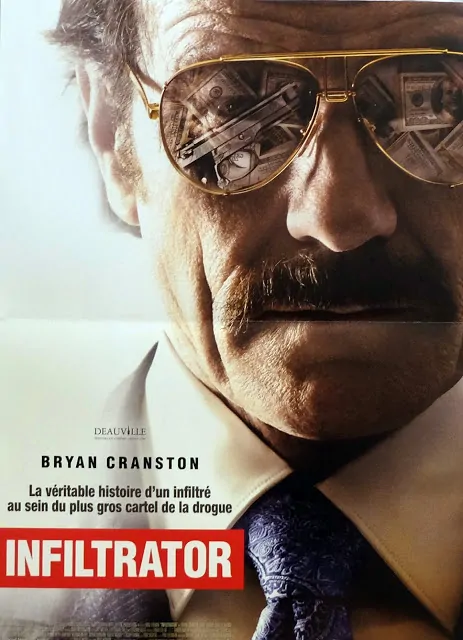 DEAUVILLE
BRYAN CRANSTON
La véritable histoire d'un infiltré
au sein du plus gros cartel de la drogue
INFILTRATOR